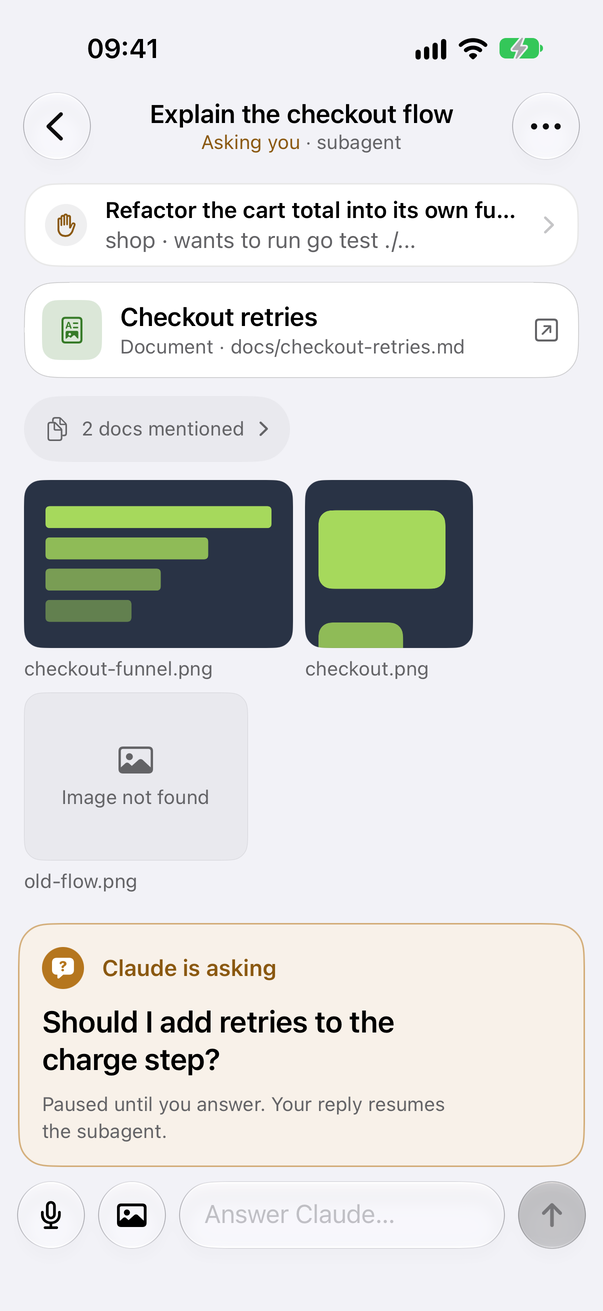 09:41
Explain the checkout flow
Asking you · subagent
Refactor the cart total into its own fu...
shop · wants to run go test ./...
Checkout retries
Document · docs/checkout-retries.md
2 docs mentioned
checkout-funnel.png
checkout.png
Image not found
old-flow.png
Claude is asking
Should I add retries to the
charge step?
Paused until you answer. Your reply resumes
the subagent.
Answer Claude...